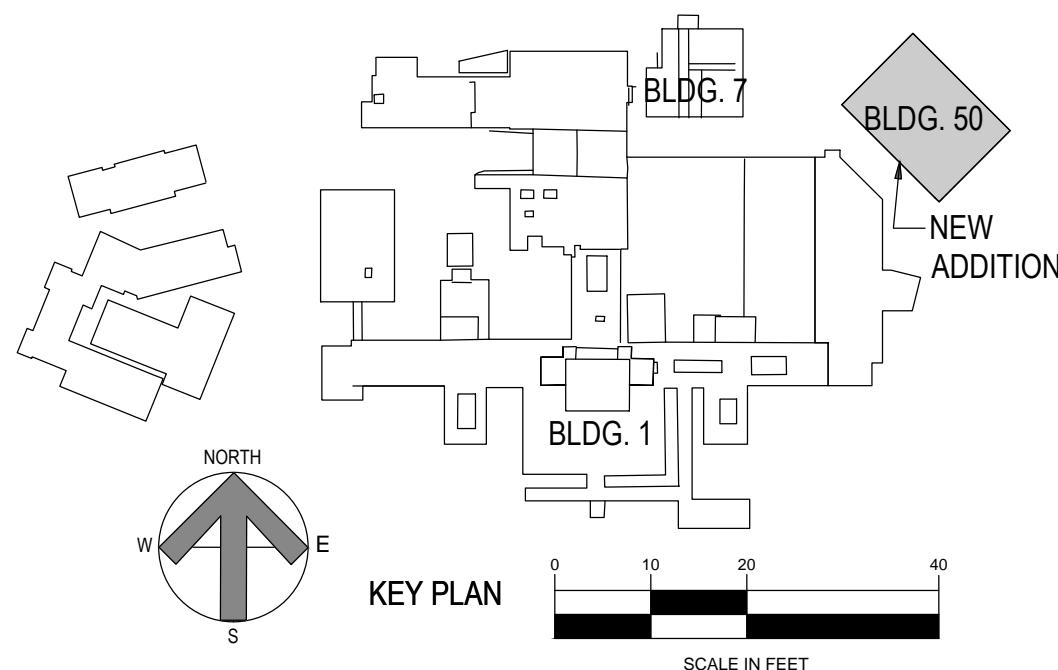 BLDG. 7
BLDG. 50
NEW
ADDITION
BLDG. 1
NORTH
W
E
S
KEY PLAN
0 10 20 40
SCALE IN FEET